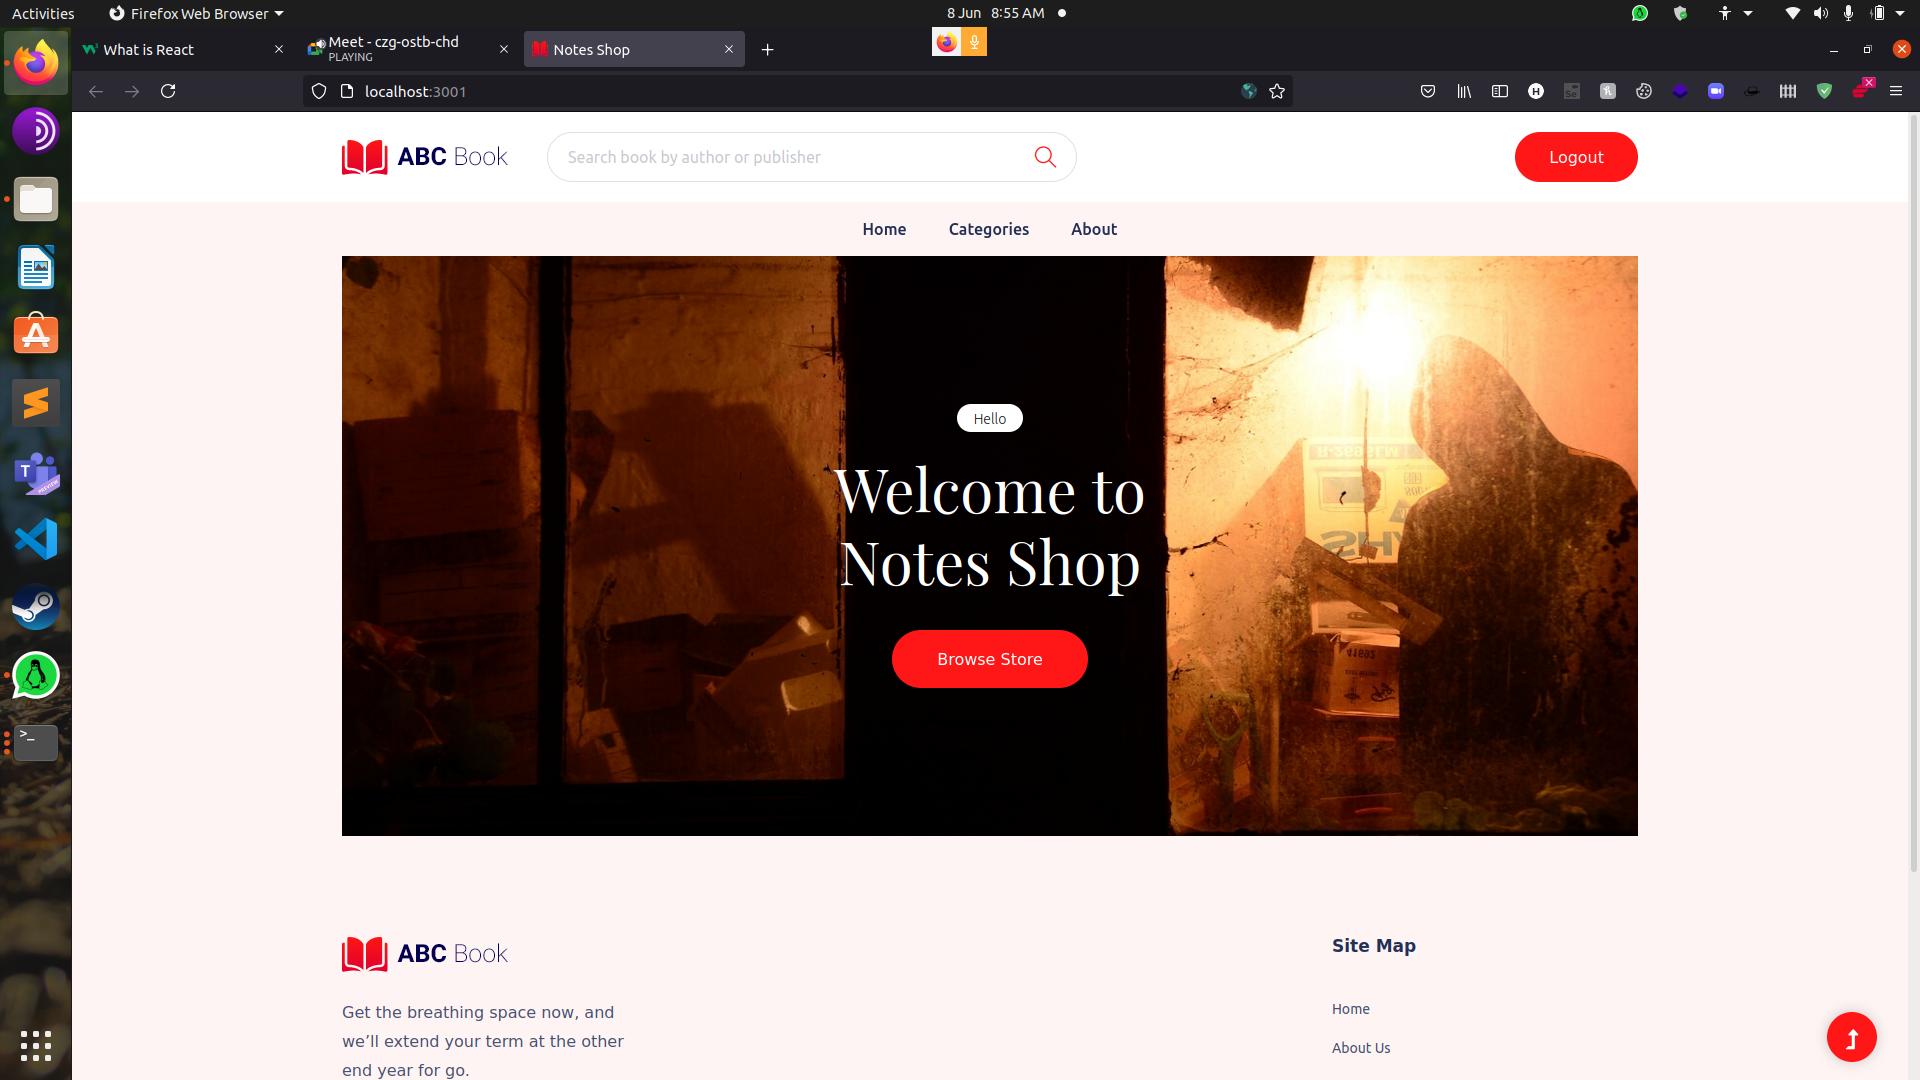 Activities
Firefox Web Browser
8 Jun 8:55 AM
What is React
Meet - czg-ostb-chd
PLAYING
Notes Shop
localhost:3001
ABC Book
Search book by author or publisher
Logout
Home
Categories
About
Hello
Welcome to
Notes Shop
Browse Store
ABC Book
Get the breathing space now, and
we’ll extend your term at the other
end year for go.
Site Map
Home
About Us